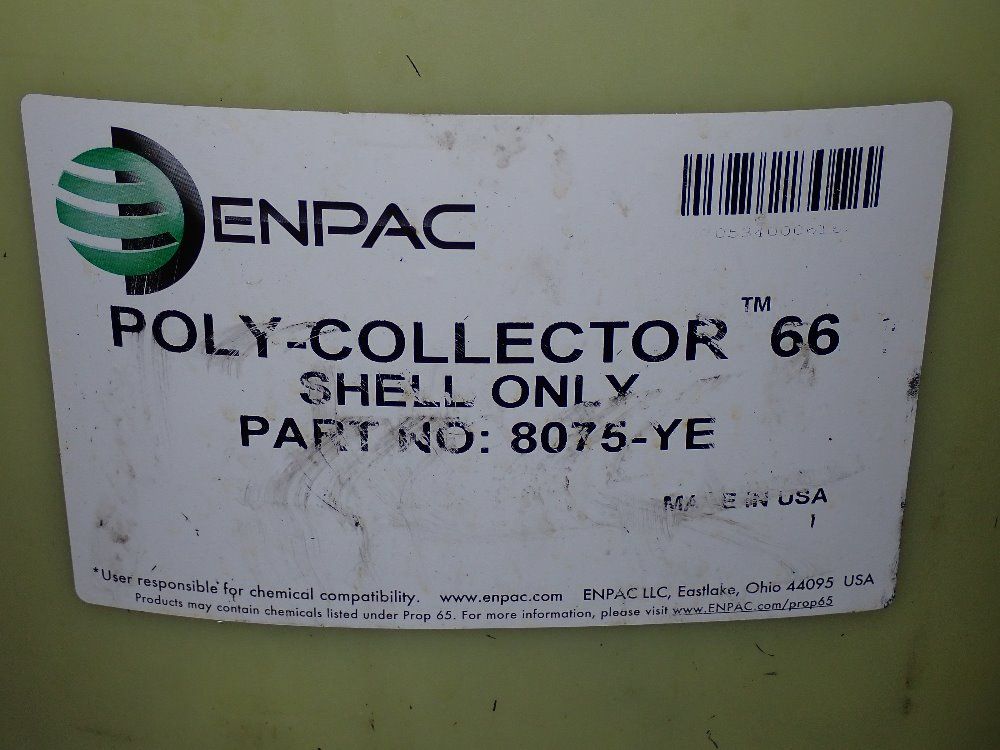 ENPAC
POLY-COLLECTOR™ 66
SHELL ONLY
PART NO: 8075-YE
MADE IN USA
*User responsible for chemical compatibility. www.enpac.com ENPAC LLC, Eastlake, Ohio 44095 USA
Products may contain chemicals listed under Prop 65. For more information, please visit www.ENPAC.com/prop65